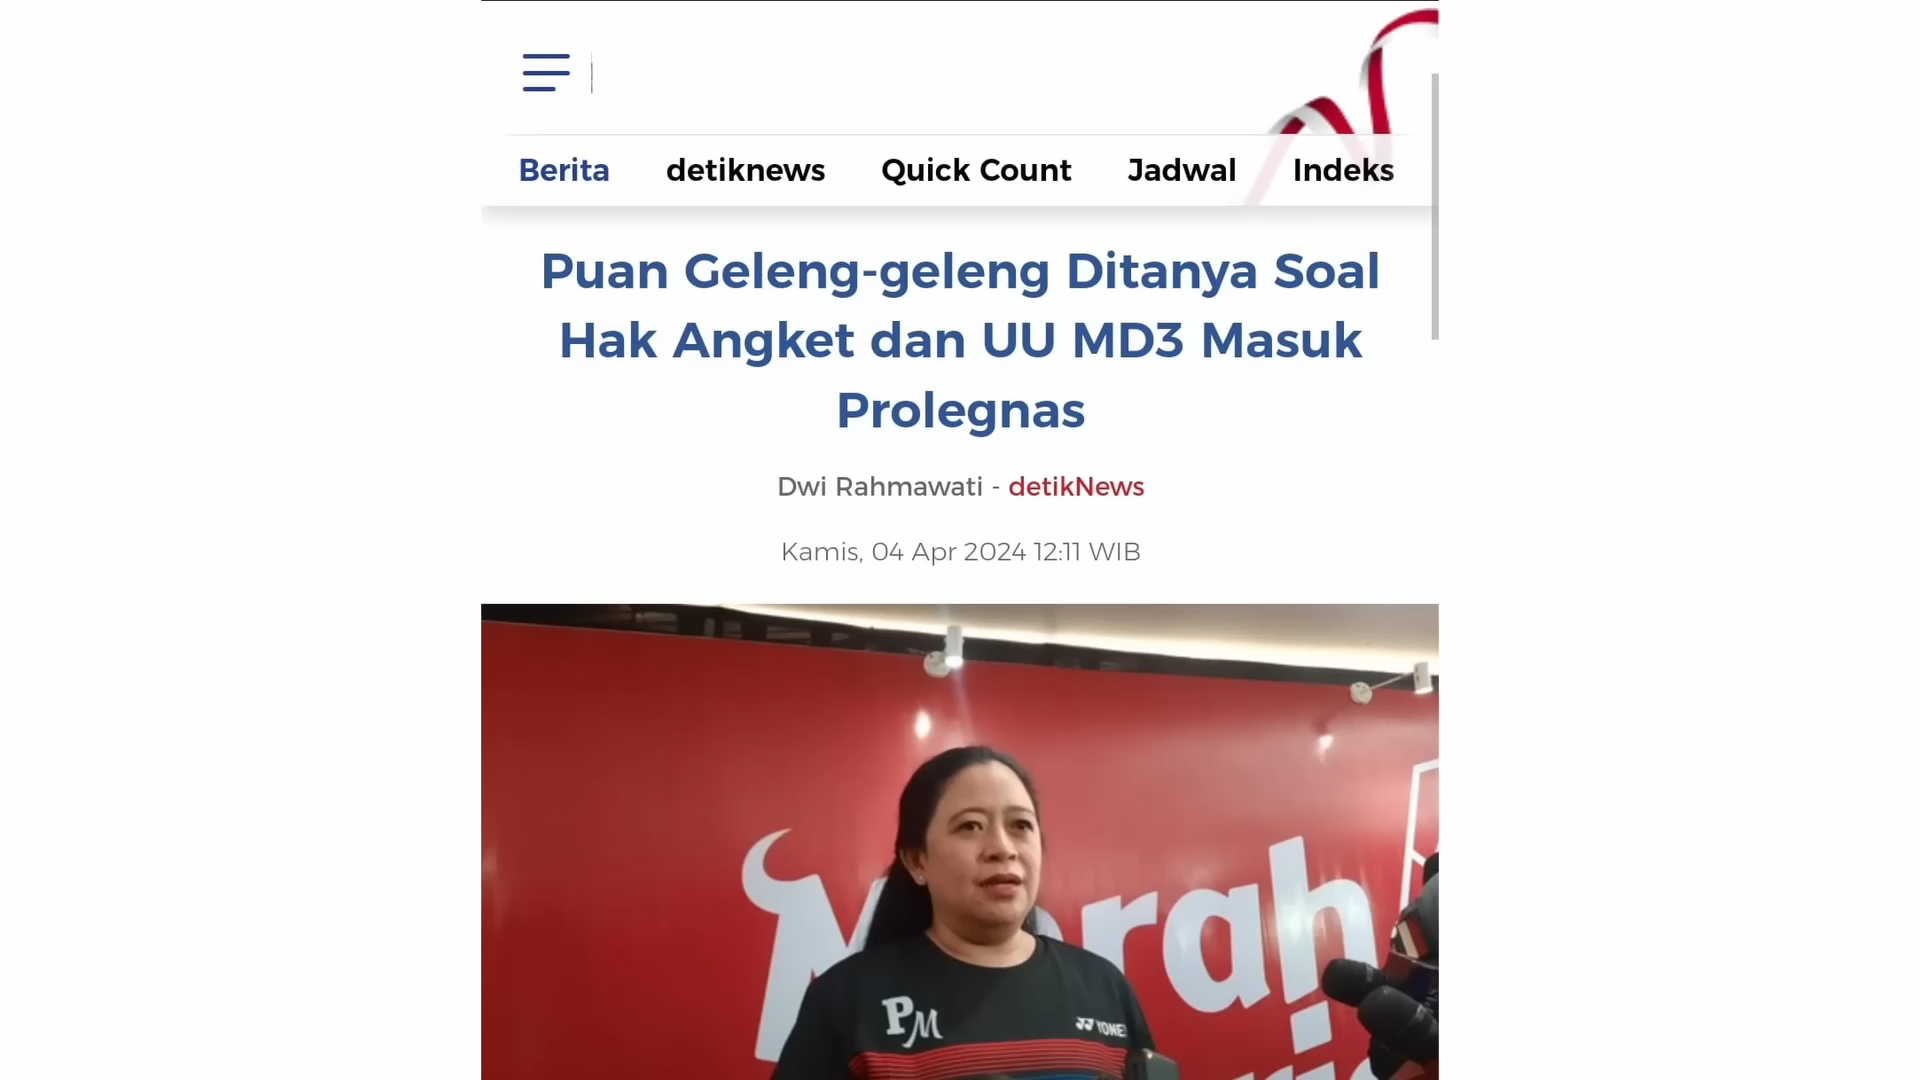 Berita detiknews Quick Count Jadwal Indeks
Puan Geleng-geleng Ditanya Soal
Hak Angket dan UU MD3 Masuk
Prolegnas
Dwi Rahmawati - detikNews
Kamis, 04 Apr 2024 12:11 WIB
PM